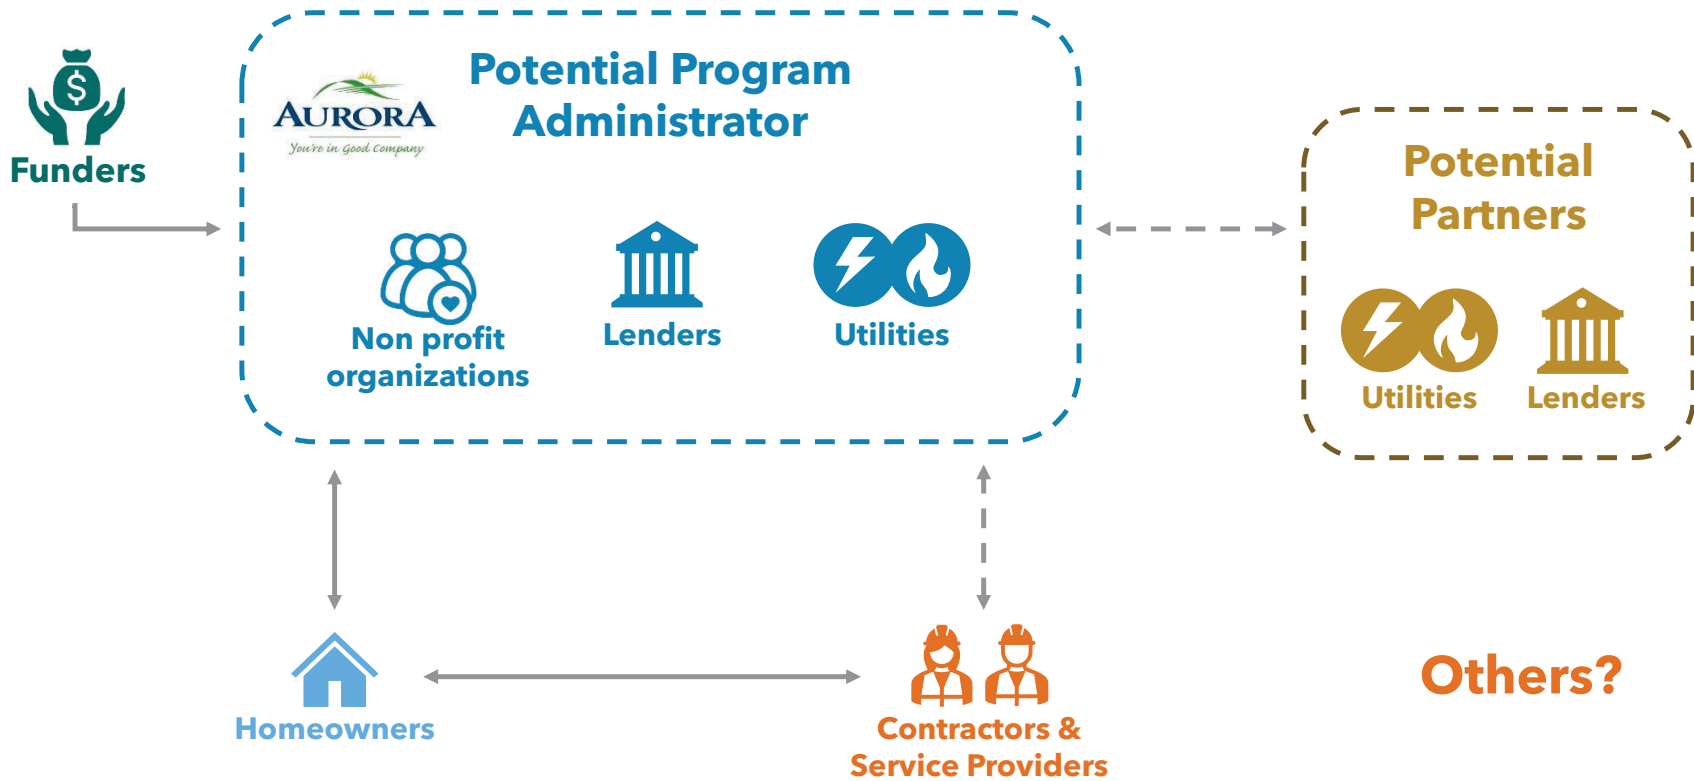 Funders
AURORA
You're in Good Company
Potential Program
Administrator
Non profit
organizations
Lenders
Utilities
Potential
Partners
Utilities
Lenders
Homeowners
Contractors &
Service Providers
Others?
$